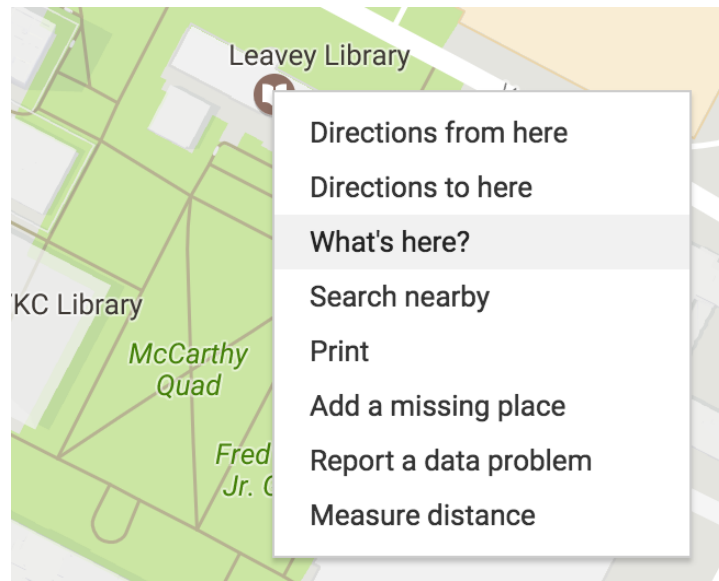 Leavey Library
Directions from here
Directions to here
What's here?
Search nearby
KC Library
Print
McCarthy
Quad
Add a missing place
Fred
Report a data problem
Jr.
Measure distance